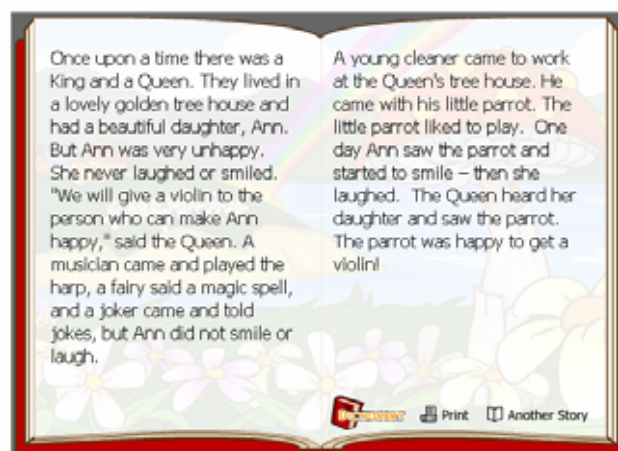 Once upon a time there was a
King and a Queen. They lived in
a lovely golden tree house and
had a beautiful daughter, Ann.
But Ann was very unhappy.
She never laughed or smiled.
"We will give a violin to the
person who can make Ann
happy," said the Queen. A
musician came and played the
harp, a fairy said a magic spell,
and a joker came and told
jokes, but Ann did not smile or
laugh.
A young cleaner came to work
at the Queen's tree house. He
came with his little parrot. The
little parrot liked to play.  One
day Ann saw the parrot and
started to smile – then she
laughed.  The Queen heard her
daughter and saw the parrot.
The parrot was happy to get a
violin!
DICTIONARY Print Another Story